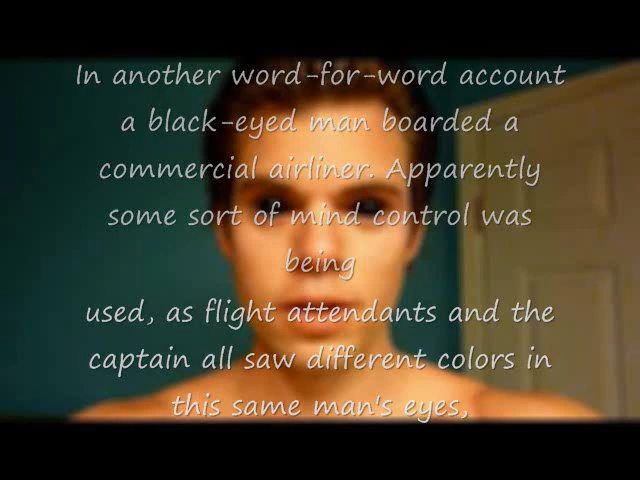 In another word-for-word account
a black-eyed man boarded a
commercial airliner. Apparently
some sort of mind control was
being
used, as flight attendants and the
captain all saw different colors in
this same man's eyes,